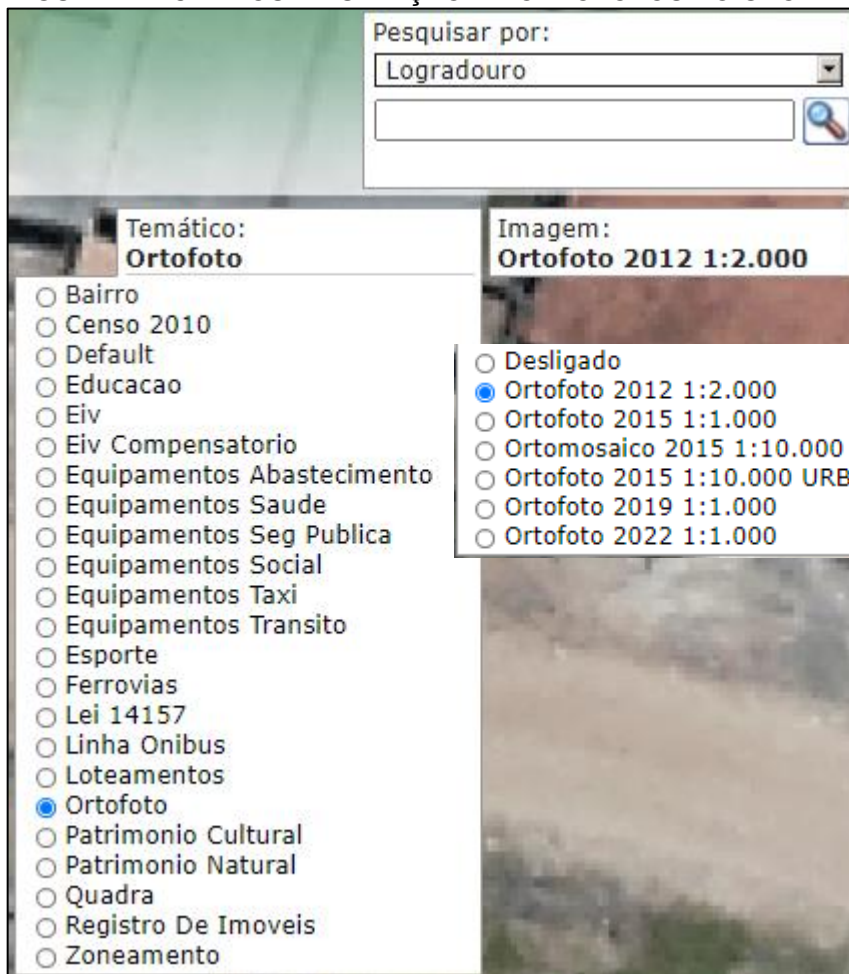 Pesquisar por:
Logradouro
Temático:
Ortofoto
Imagem:
Ortofoto 2012 1:2.000
Bairro
Censo 2010
Default
Educacao
Eiv
Eiv Compensatorio
Equipamentos Abastecimento
Equipamentos Saude
Equipamentos Seg Publica
Equipamentos Social
Equipamentos Taxi
Equipamentos Transito
Esporte
Ferrovias
Lei 14157
Linha Onibus
Loteamentos
Ortofoto
Patrimonio Cultural
Patrimonio Natural
Quadra
Registro De Imoveis
Zoneamento
Desligado
Ortofoto 2012 1:2.000
Ortofoto 2015 1:1.000
Ortomosaico 2015 1:10.000
Ortofoto 2015 1:10.000 URB
Ortofoto 2019 1:1.000
Ortofoto 2022 1:1.000